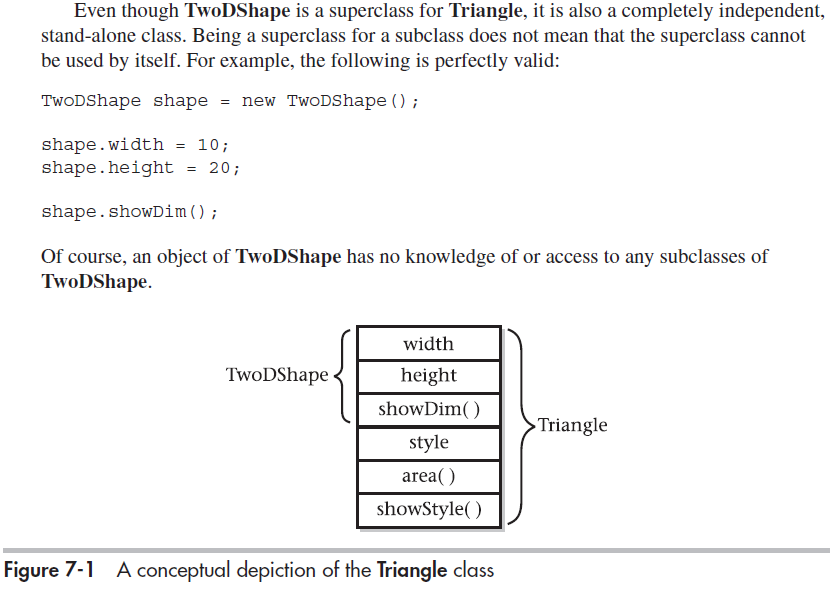 Even though TwoDShape is a superclass for Triangle, it is also a completely independent,
stand-alone class. Being a superclass for a subclass does not mean that the superclass cannot
be used by itself. For example, the following is perfectly valid:
TwoDShape shape = new TwoDShape();
shape.width = 10;
shape.height = 20;
shape.showDim();
Of course, an object of TwoDShape has no knowledge of or access to any subclasses of
TwoDShape.
width
TwoDShape
height
showDim( )
Triangle
style
area( )
showStyle( )
Figure 7-1 A conceptual depiction of the Triangle class